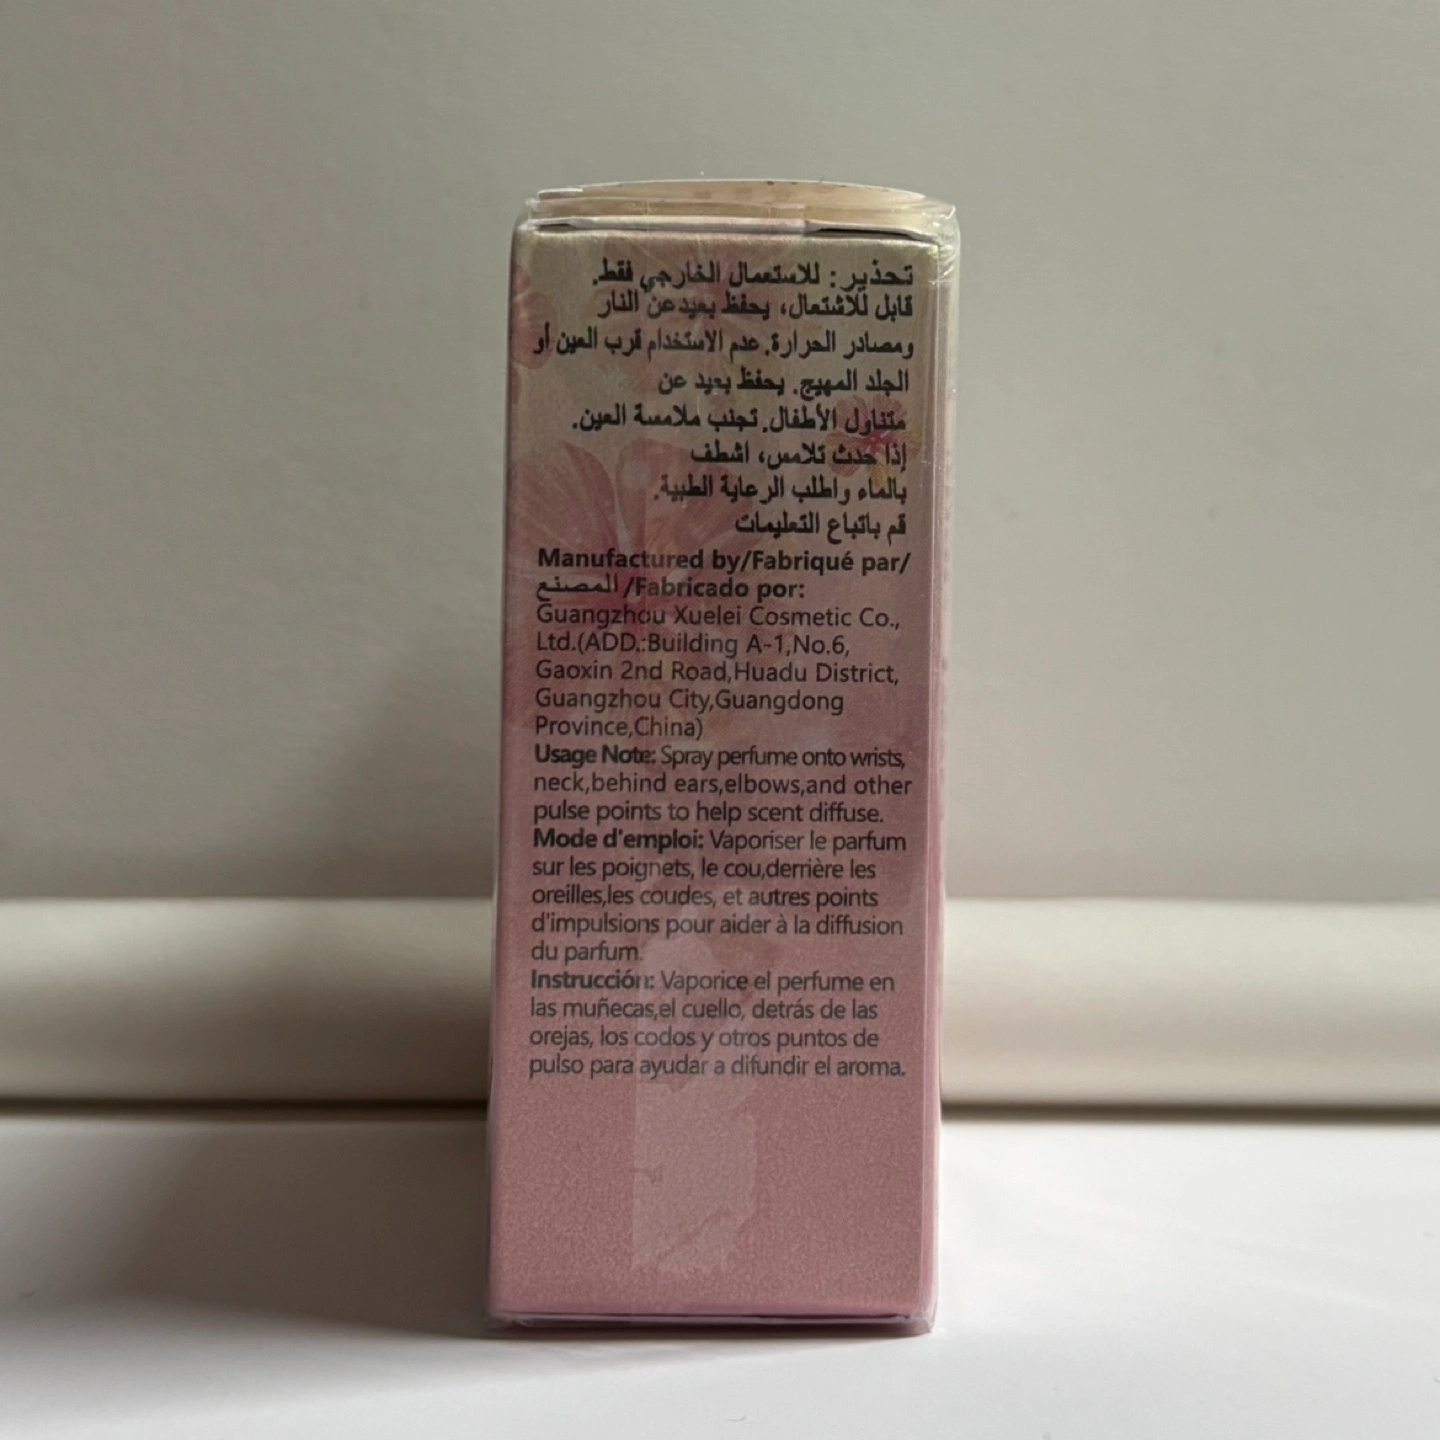 تحذير: للاستعمال الخارجي فقط.
قابل للاشتعال، يحفظ بعيدعن النار
ومصادر الحرارة. عدم الاستخدام قرب العين أو
الجلد المهيج. يحفظ بعيد عن
متناول الأطفال. تجنب ملامسة العين.
إذا حدث تلامس، اشطف
بالماء واطلب الرعاية الطبية.
قم باتباع التعليمات
Manufactured by/Fabriqué par/
المصنع /Fabricado por:
Guangzhou Xuelei Cosmetic Co.,
Ltd.(ADD.:Building A-1,No.6,
Gaoxin 2nd Road,Huadu District,
Guangzhou City,Guangdong
Province,China)
Usage Note: Spray perfume onto wrists,
neck,behind ears,elbows,and other
pulse points to help scent diffuse.
Mode d'emploi: Vaporiser le parfum
sur les poignets, le cou,derrière les
oreilles,les coudes, et autres points
d'impulsions pour aider à la diffusion
du parfum.
Instrucción: Vaporice el perfume en
las muñecas,el cuello, detrás de las
orejas, los codos y otros puntos de
pulso para ayudar a difundir el aroma.